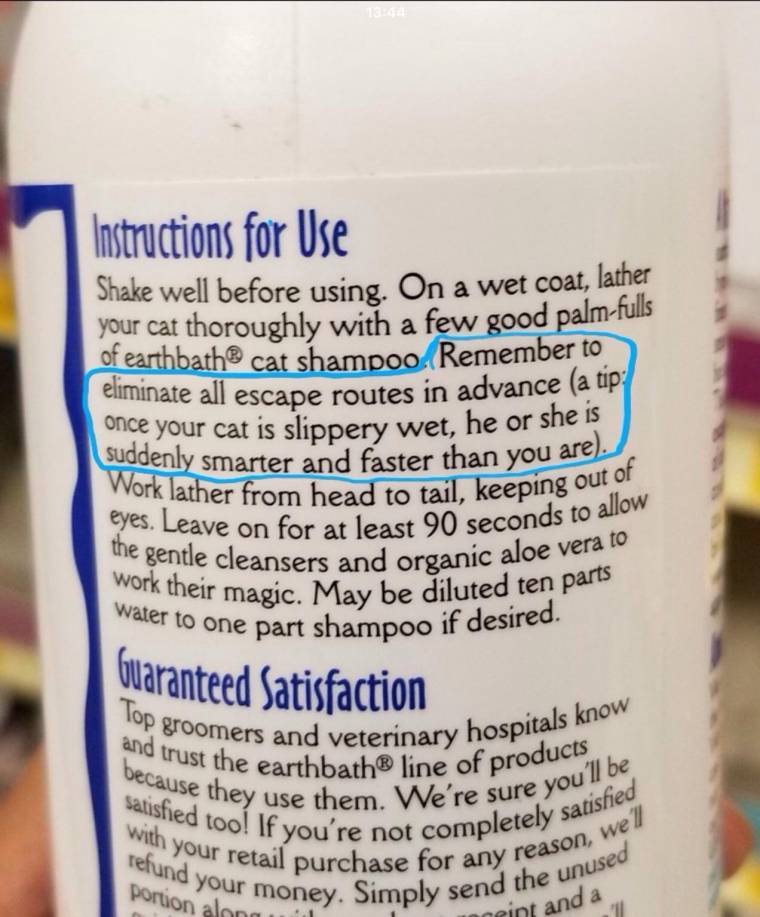 13:44
Instructions for Use
Shake well before using. On a wet coat, lather
your cat thoroughly with a few good palm-fulls
of earthbath® cat shampoo. Remember to
eliminate all escape routes in advance (a tip:
once your cat is slippery wet, he or she is
suddenly smarter and faster than you are).
Work lather from head to tail, keeping out of
eyes. Leave on for at least 90 seconds to allow
the gentle cleansers and organic aloe vera to
work their magic. May be diluted ten parts
water to one part shampoo if desired.
Guaranteed Satisfaction
Top groomers and veterinary hospitals know
and trust the earthbath® line of products
because they use them. We're sure you'll be
satisfied too! If you're not completely satisfied
with your retail purchase for any reason, we'll
refund your money. Simply send the unused
portion along and a